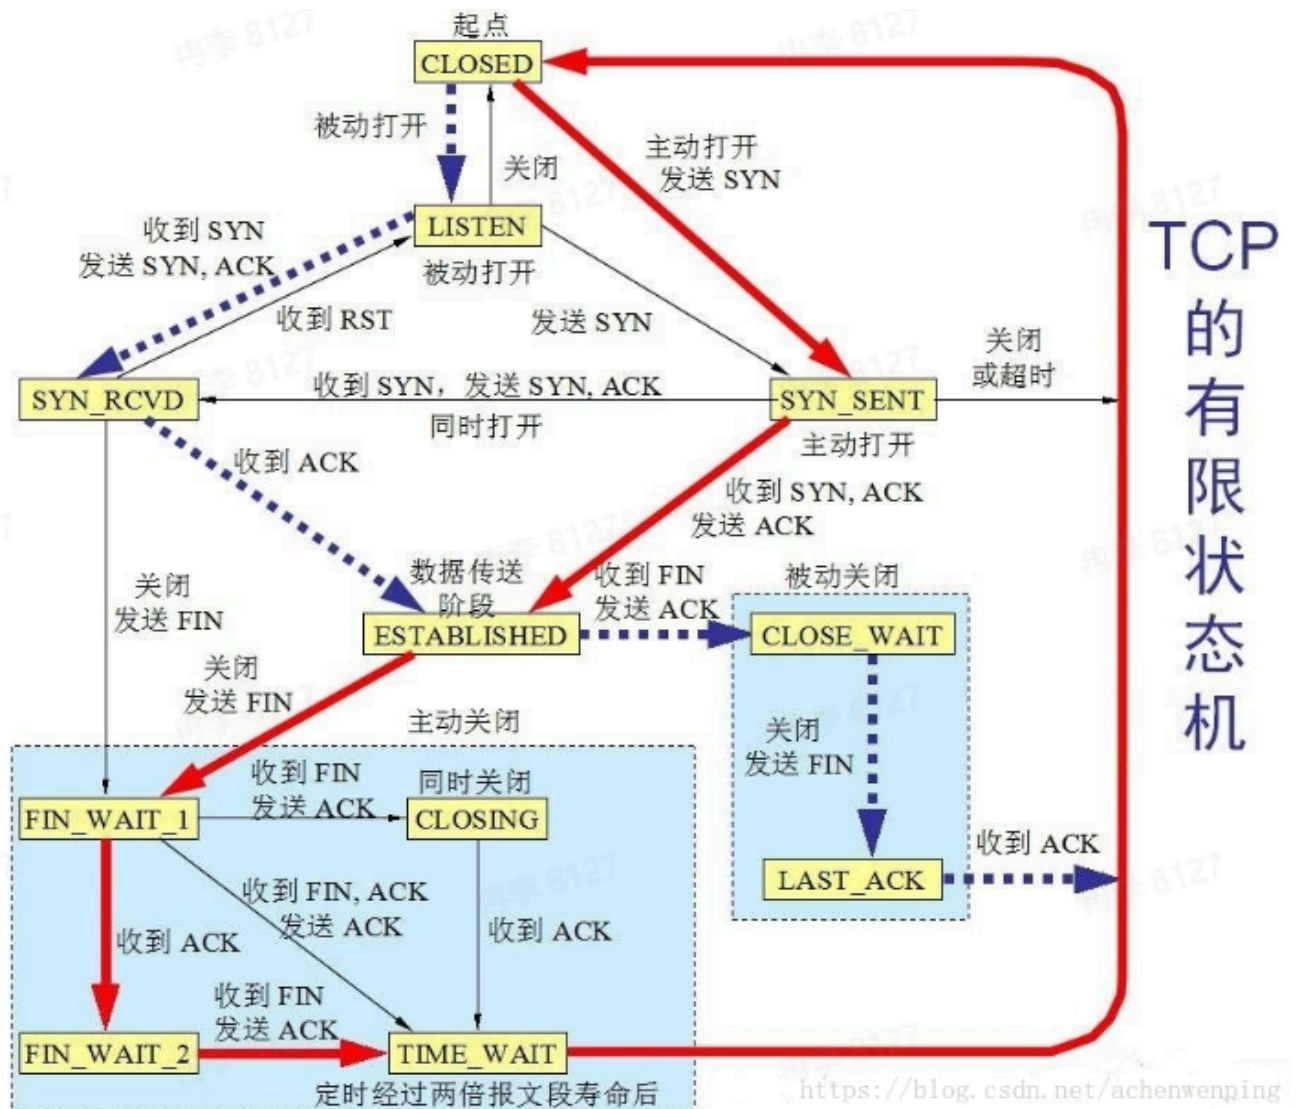 起点
CLOSED
被动打开
关闭
主动打开
发送 SYN
LISTEN
被动打开
收到 SYN
发送 SYN, ACK
收到 RST
发送 SYN
关闭
或超时
SYN_RCVD
收到 SYN，发送 SYN, ACK
同时打开
SYN_SENT
主动打开
收到 ACK
收到 SYN, ACK
发送 ACK
数据传送
阶段
ESTABLISHED
收到 FIN
发送 ACK
被动关闭
CLOSE_WAIT
关闭
发送 FIN
关闭
发送 FIN
主动关闭
关闭
发送 FIN
FIN_WAIT_1
收到 FIN
发送 ACK
同时关闭
CLOSING
LAST_ACK
收到 ACK
收到 ACK
收到 FIN, ACK
发送 ACK
收到 ACK
FIN_WAIT_2
收到 FIN
发送 ACK
TIME_WAIT
定时经过两倍报文段寿命后
TCP
的
有
限
状
态
机
https://blog.csdn.net/achenwenping